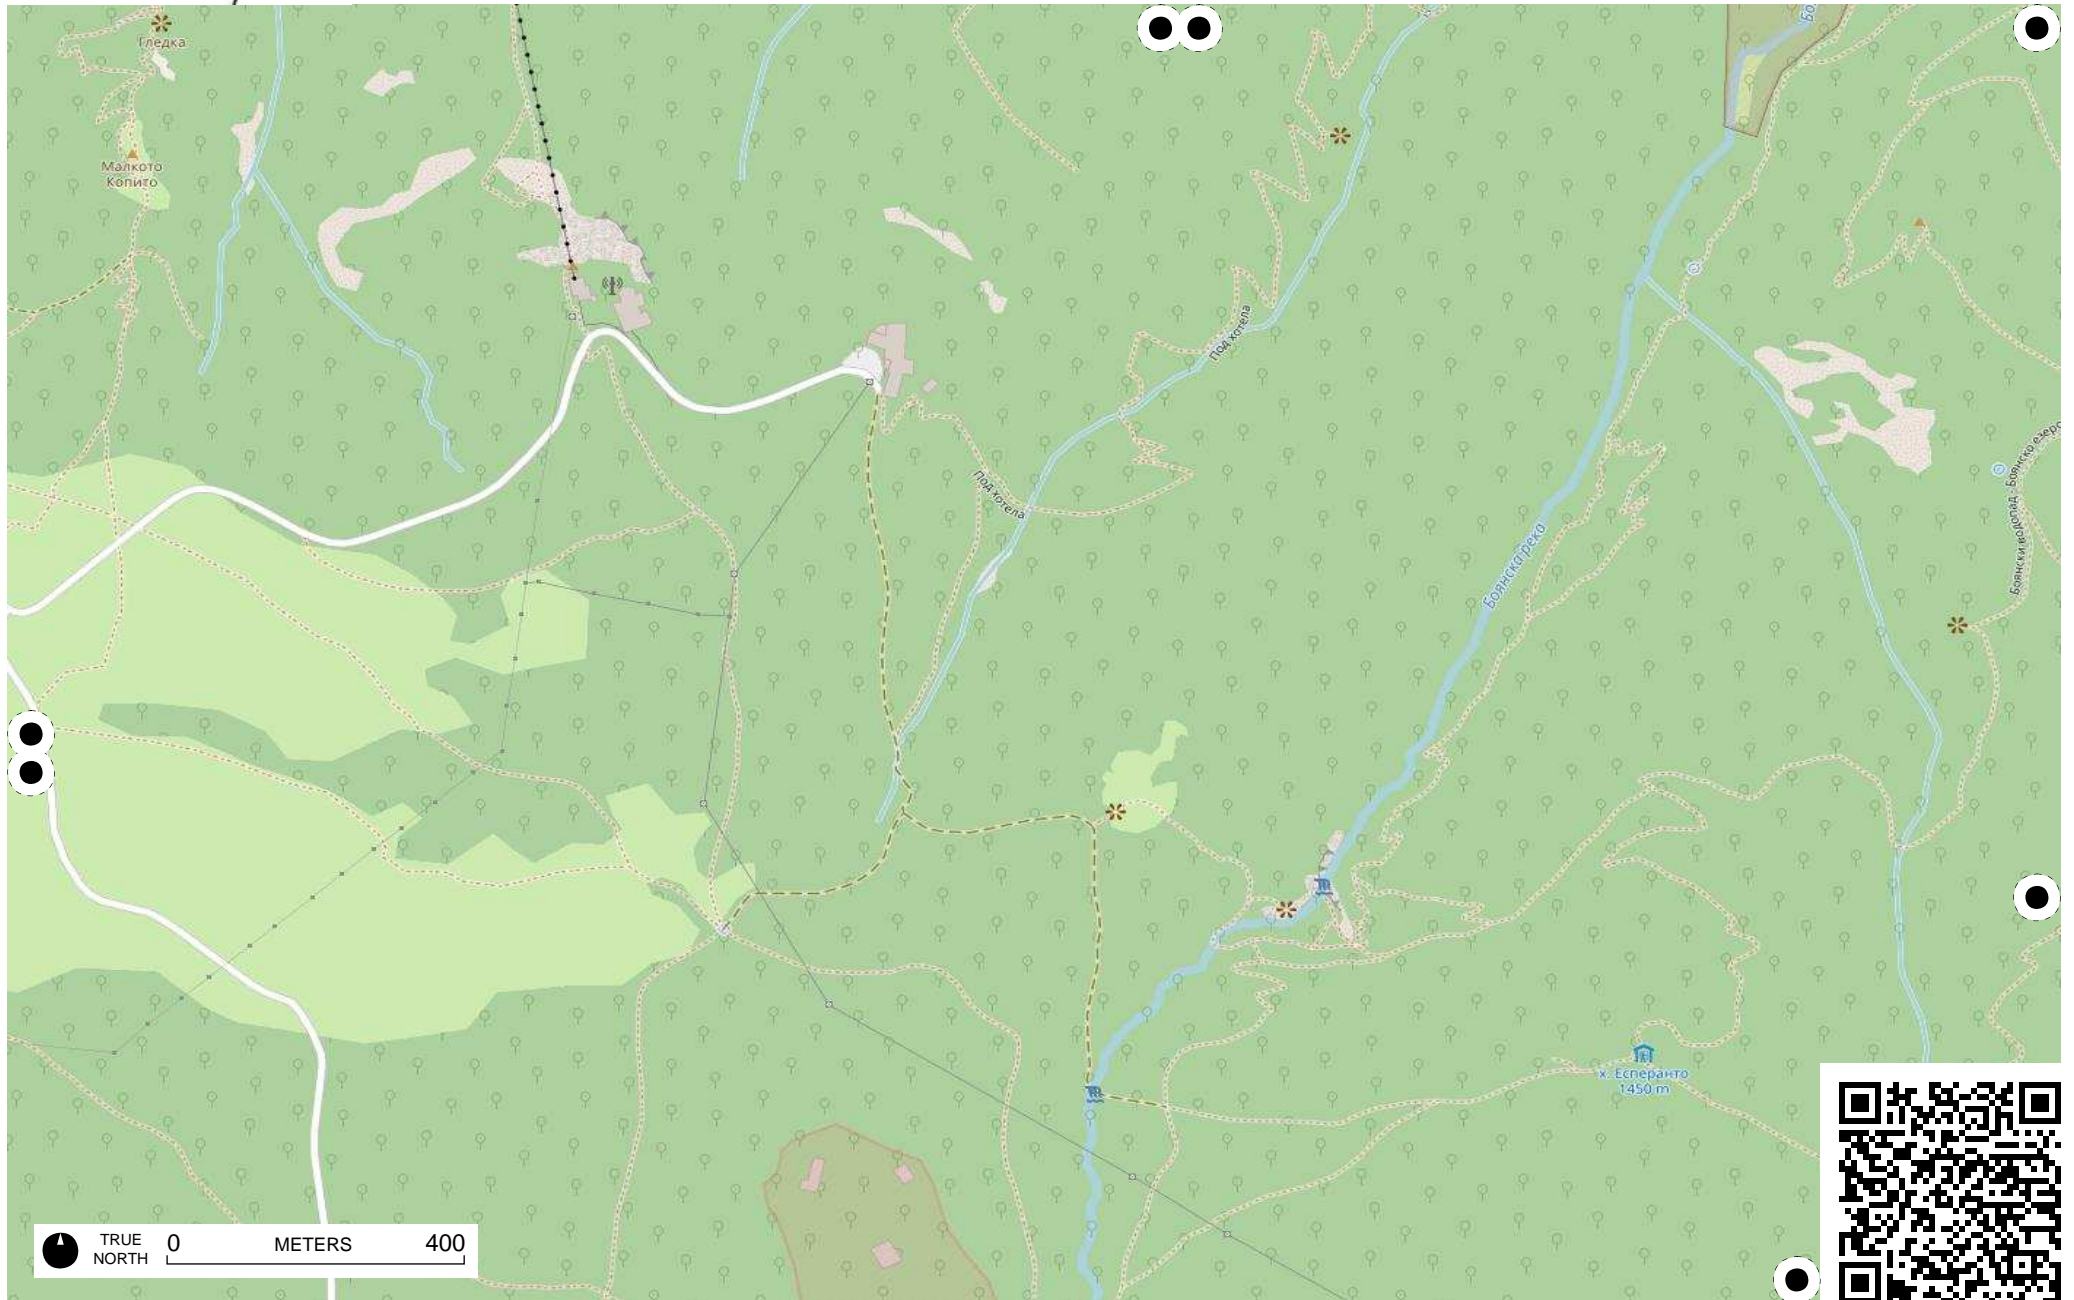 Гледка
Малкото
Копито
Под хотела
Под хотела
Боянска река
Боянски водопад - Боянско езеро
х. Есперанто
1450 m
TRUE
NORTH
0 METERS 400